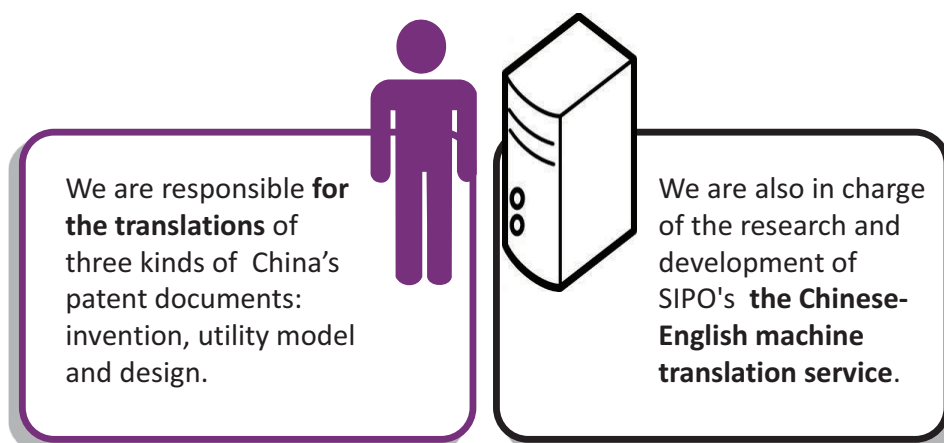 We are responsible for
the translations of
three kinds of  China’s
patent documents:
invention, utility model
and design.
We are also in charge
of the research and
development of
SIPO's  the Chinese-
English machine
translation service.